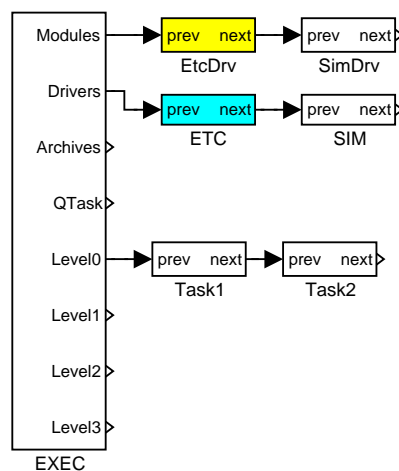 Modules
prev next
prev next
EtcDrv
SimDrv
Drivers
prev next
prev next
ETC
SIM
Archives
QTask
Level0
prev next
prev next
Task1
Task2
Level1
Level2
Level3
EXEC